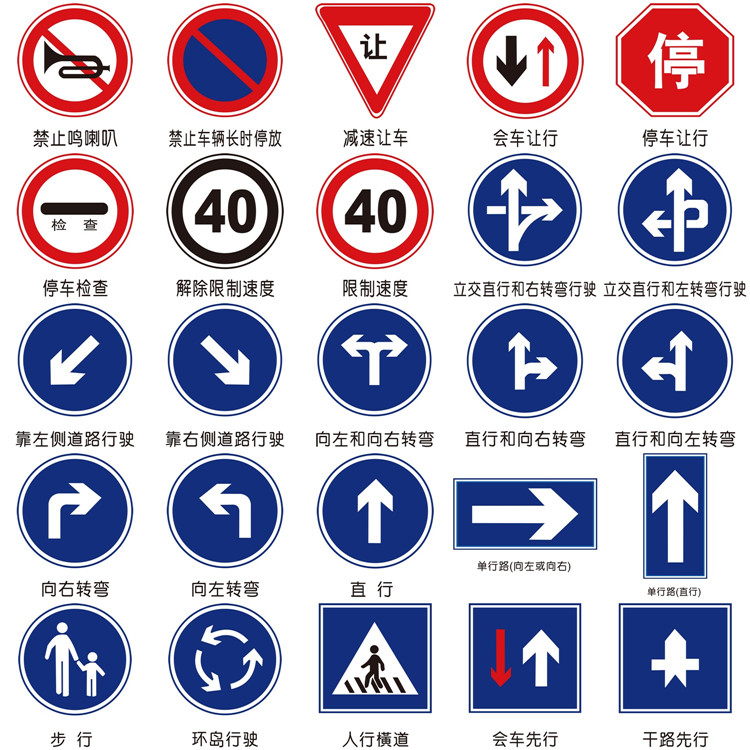 让
停
禁止鸣喇叭
禁止车辆长时停放
减速让车
会车让行
停车让行
检 查
40
40
停车检查
解除限制速度
限制速度
立交直行和右转弯行驶
立交直行和左转弯行驶
靠左侧道路行驶
靠右侧道路行驶
向左和向右转弯
直行和向右转弯
直行和向左转弯
向右转弯
向左转弯
直 行
单行路(向左或向右)
单行路(直行)
步 行
环岛行驶
人行横道
会车先行
干路先行